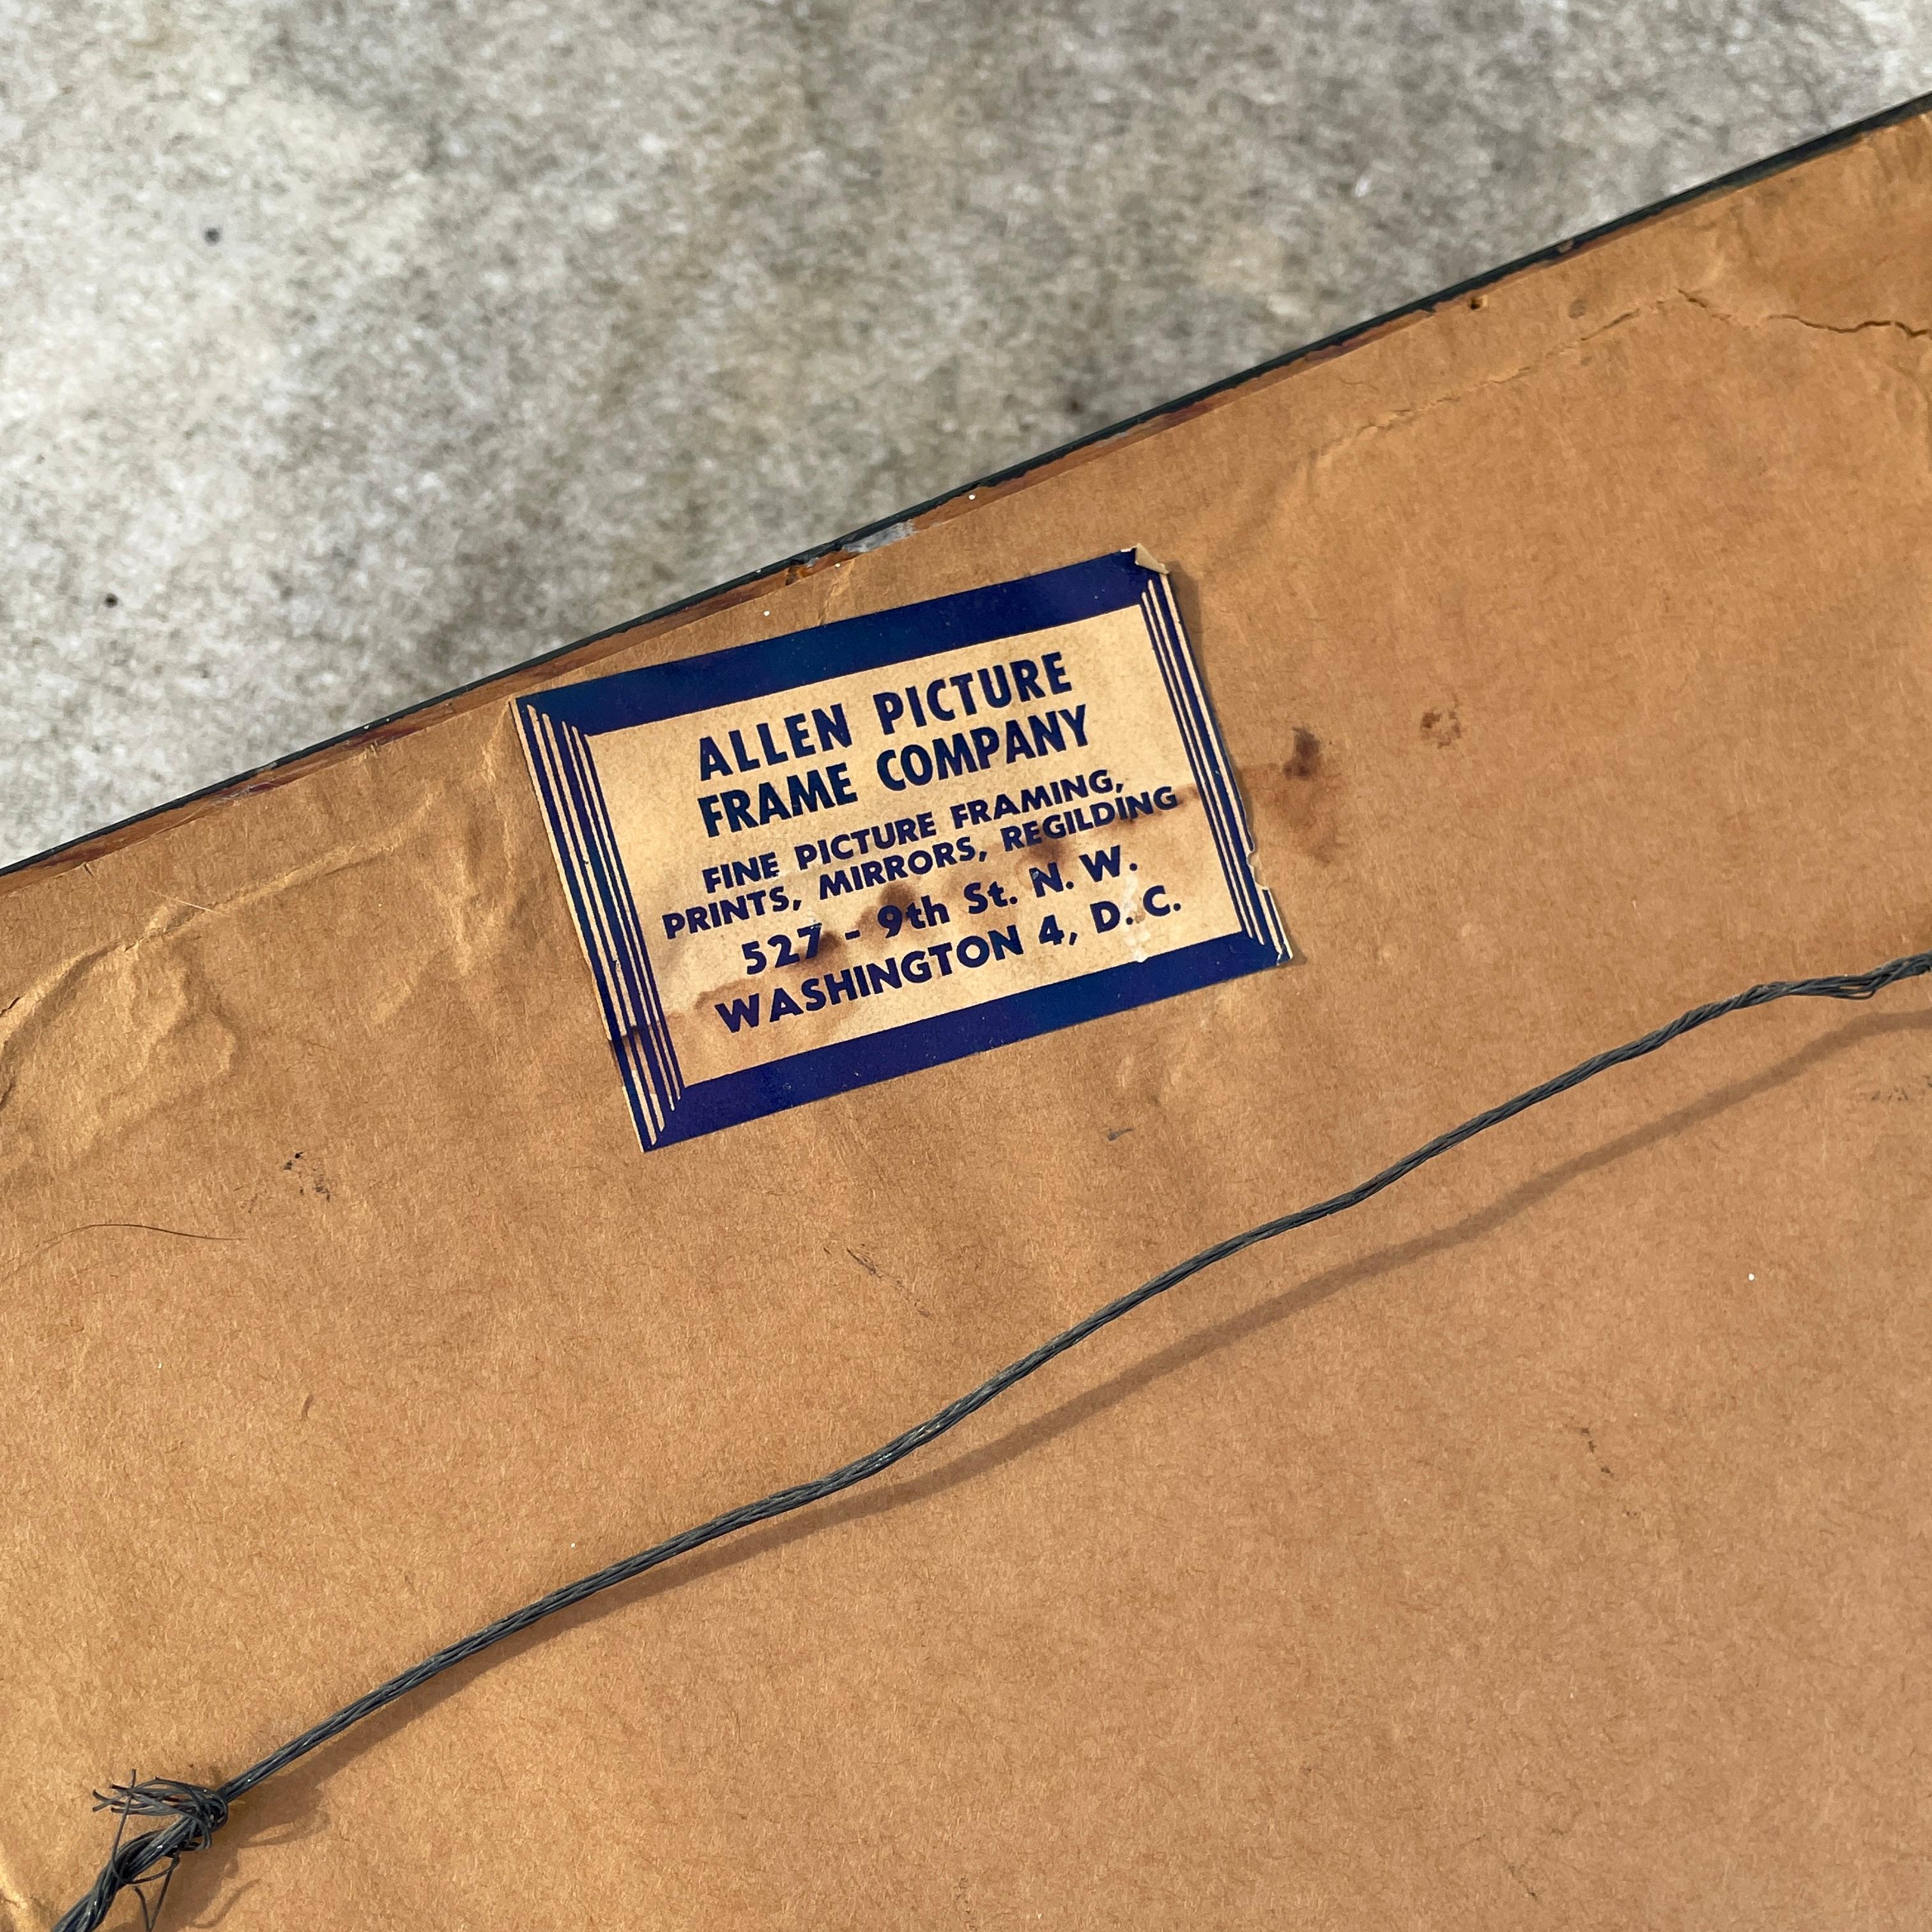 ALLEN PICTURE
FRAME COMPANY
FINE PICTURE FRAMING,
PRINTS, MIRRORS, REGILDING
527 - 9th St. N. W.
WASHINGTON 4, D. C.